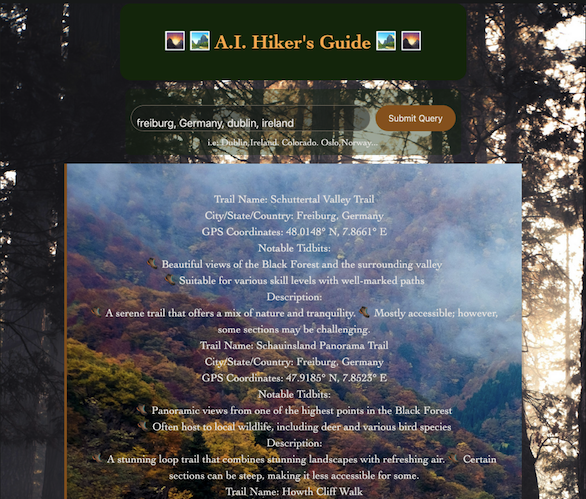 A.I. Hiker's Guide
freiburg, Germany, dublin, ireland
Submit Query
i.e. Dublin,Ireland. Colorado. Oslo,Norway...
Trail Name: Schuttertal Valley Trail
City/State/Country: Freiburg, Germany
GPS Coordinates: 48.0148° N, 7.8661° E
Notable Tidbits:
Beautiful views of the Black Forest and the surrounding valley
Suitable for various skill levels with well-marked paths
Description:
A serene trail that offers a mix of nature and tranquility. Mostly accessible; however,
some sections may be challenging.
Trail Name: Schauinsland Panorama Trail
City/State/Country: Freiburg, Germany
GPS Coordinates: 47.9185° N, 7.8523° E
Notable Tidbits:
Panoramic views from one of the highest points in the Black Forest
Often host to local wildlife, including deer and various bird species
Description:
A stunning loop trail that combines stunning landscapes with refreshing air. Certain
sections can be steep, making it less accessible for some.
Trail Name: Howth Cliff Walk